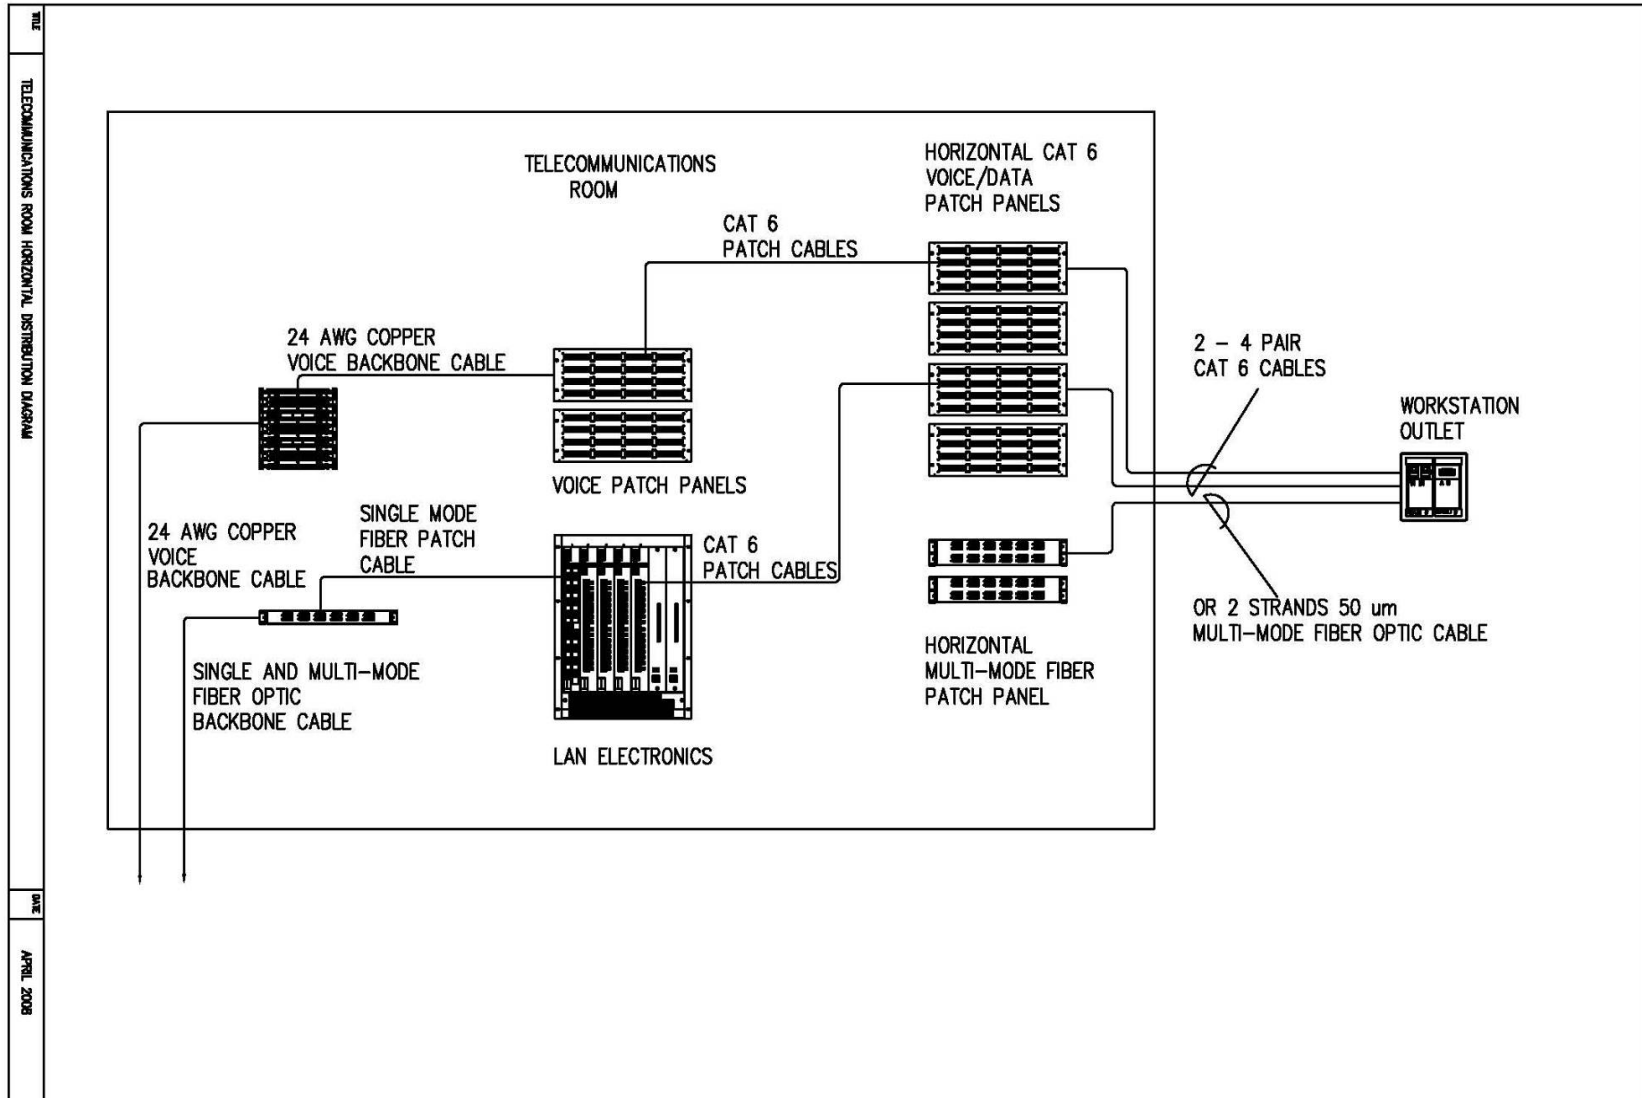 TITLE
TELECOMMUNICATIONS ROOM HORIZONTAL DISTRIBUTION DIAGRAM
DATE
APRIL 2008
TELECOMMUNICATIONS
ROOM
HORIZONTAL CAT 6
VOICE/DATA
PATCH PANELS
CAT 6
PATCH CABLES
24 AWG COPPER
VOICE BACKBONE CABLE
2 – 4 PAIR
CAT 6 CABLES
WORKSTATION
OUTLET
VOICE PATCH PANELS
24 AWG COPPER
VOICE
BACKBONE CABLE
SINGLE MODE
FIBER PATCH
CABLE
CAT 6
PATCH CABLES
OR 2 STRANDS 50 um
MULTI–MODE FIBER OPTIC CABLE
SINGLE AND MULTI–MODE
FIBER OPTIC
BACKBONE CABLE
HORIZONTAL
MULTI–MODE FIBER
PATCH PANEL
LAN ELECTRONICS